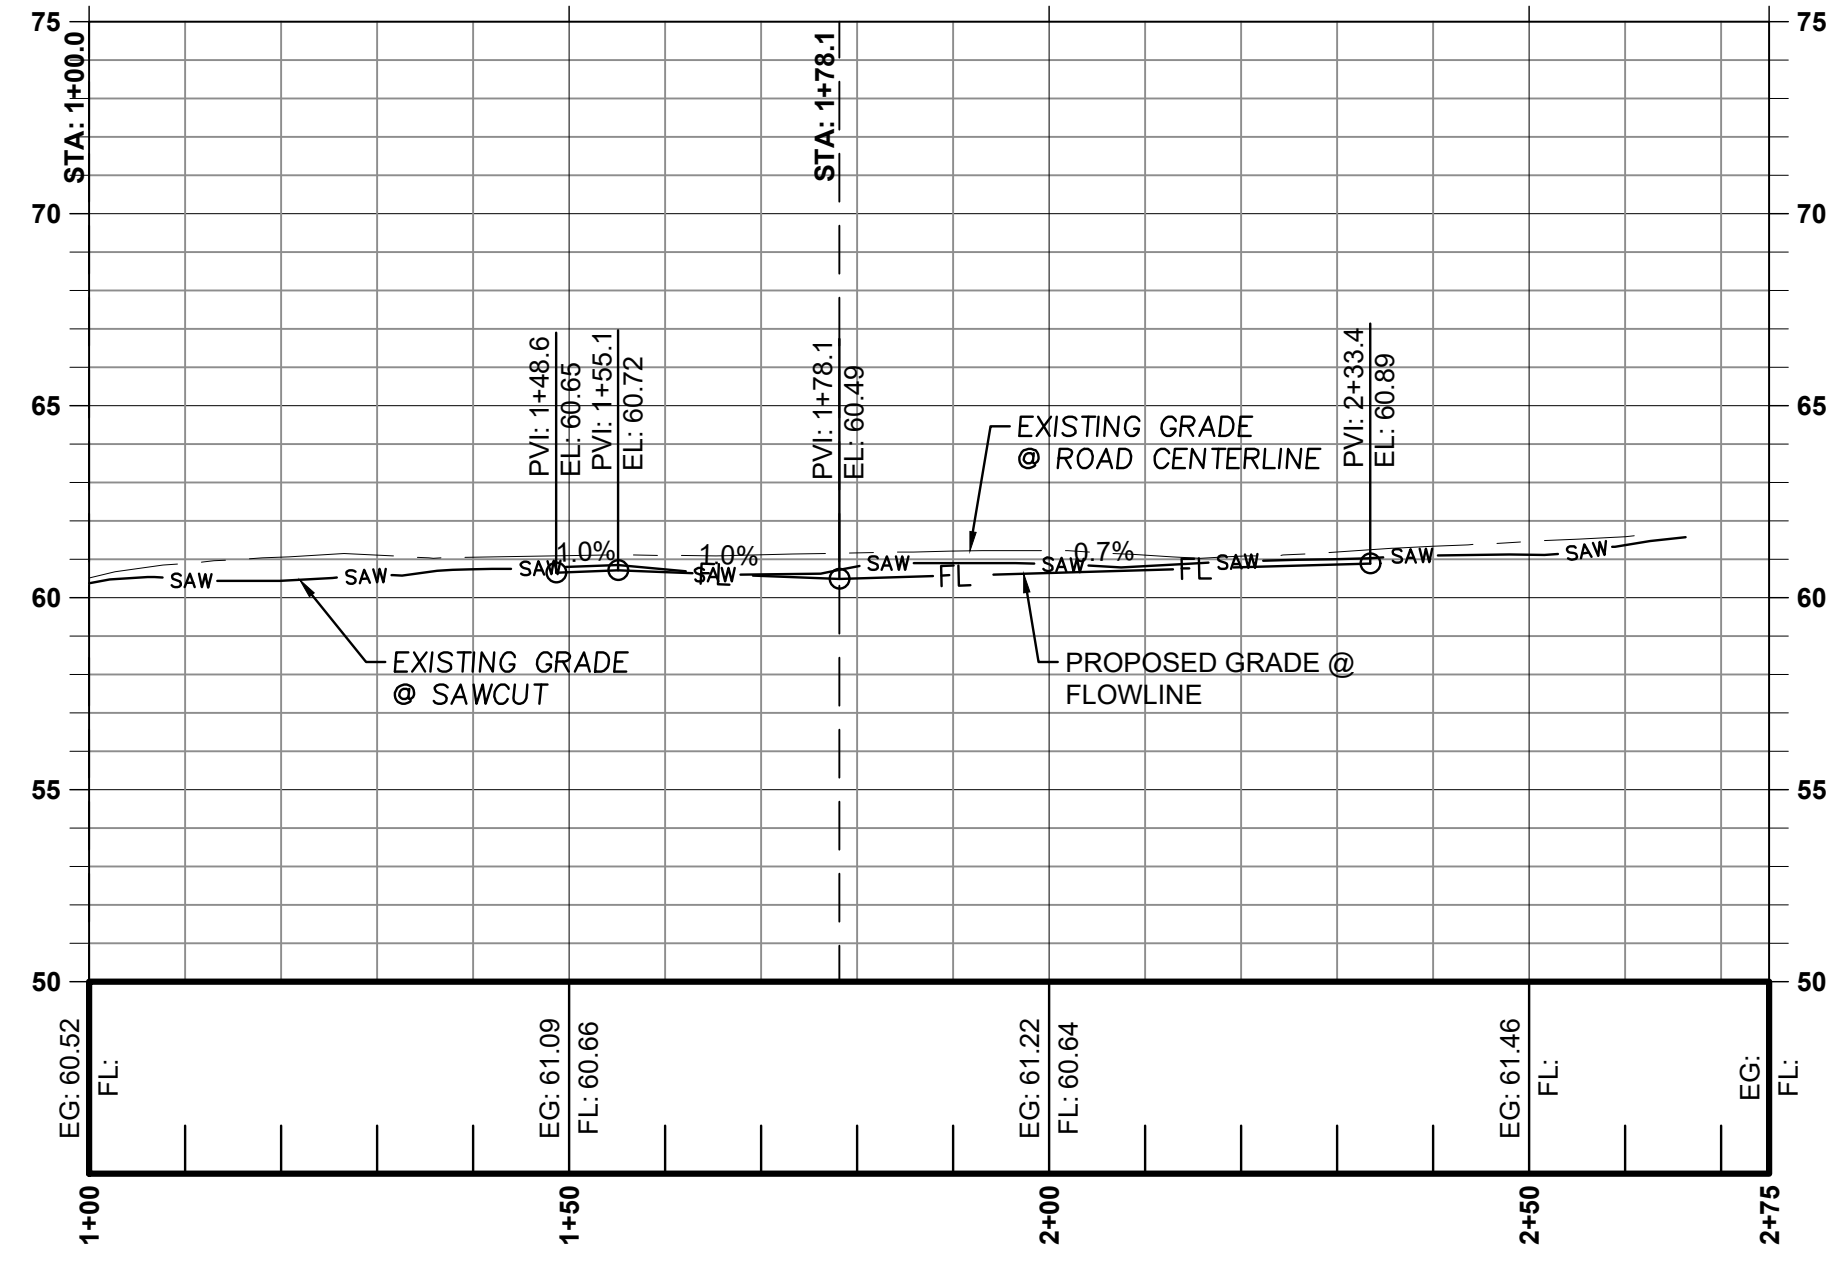 75
75
STA: 1+00.0
STA: 1+78.1
70
70
PVI: 1+48.6
EL: 60.65
PVI: 1+55.1
EL: 60.72
PVI: 1+78.1
EL: 60.49
PVI: 2+33.4
EL: 60.89
65
65
EXISTING GRADE
@ ROAD CENTERLINE
1.0%
1.0%
0.7%
SAW
SAW
SAW
SAW
FL
SAW
FL
SAW
FL
SAW
SAW
SAW
60
60
EXISTING GRADE
@ SAWCUT
PROPOSED GRADE @
FLOWLINE
55
55
50
50
EG: 60.52
FL:
EG: 61.09
FL: 60.66
EG: 61.22
FL: 60.64
EG: 61.46
FL:
EG:
FL:
1+00
1+50
2+00
2+50
2+75